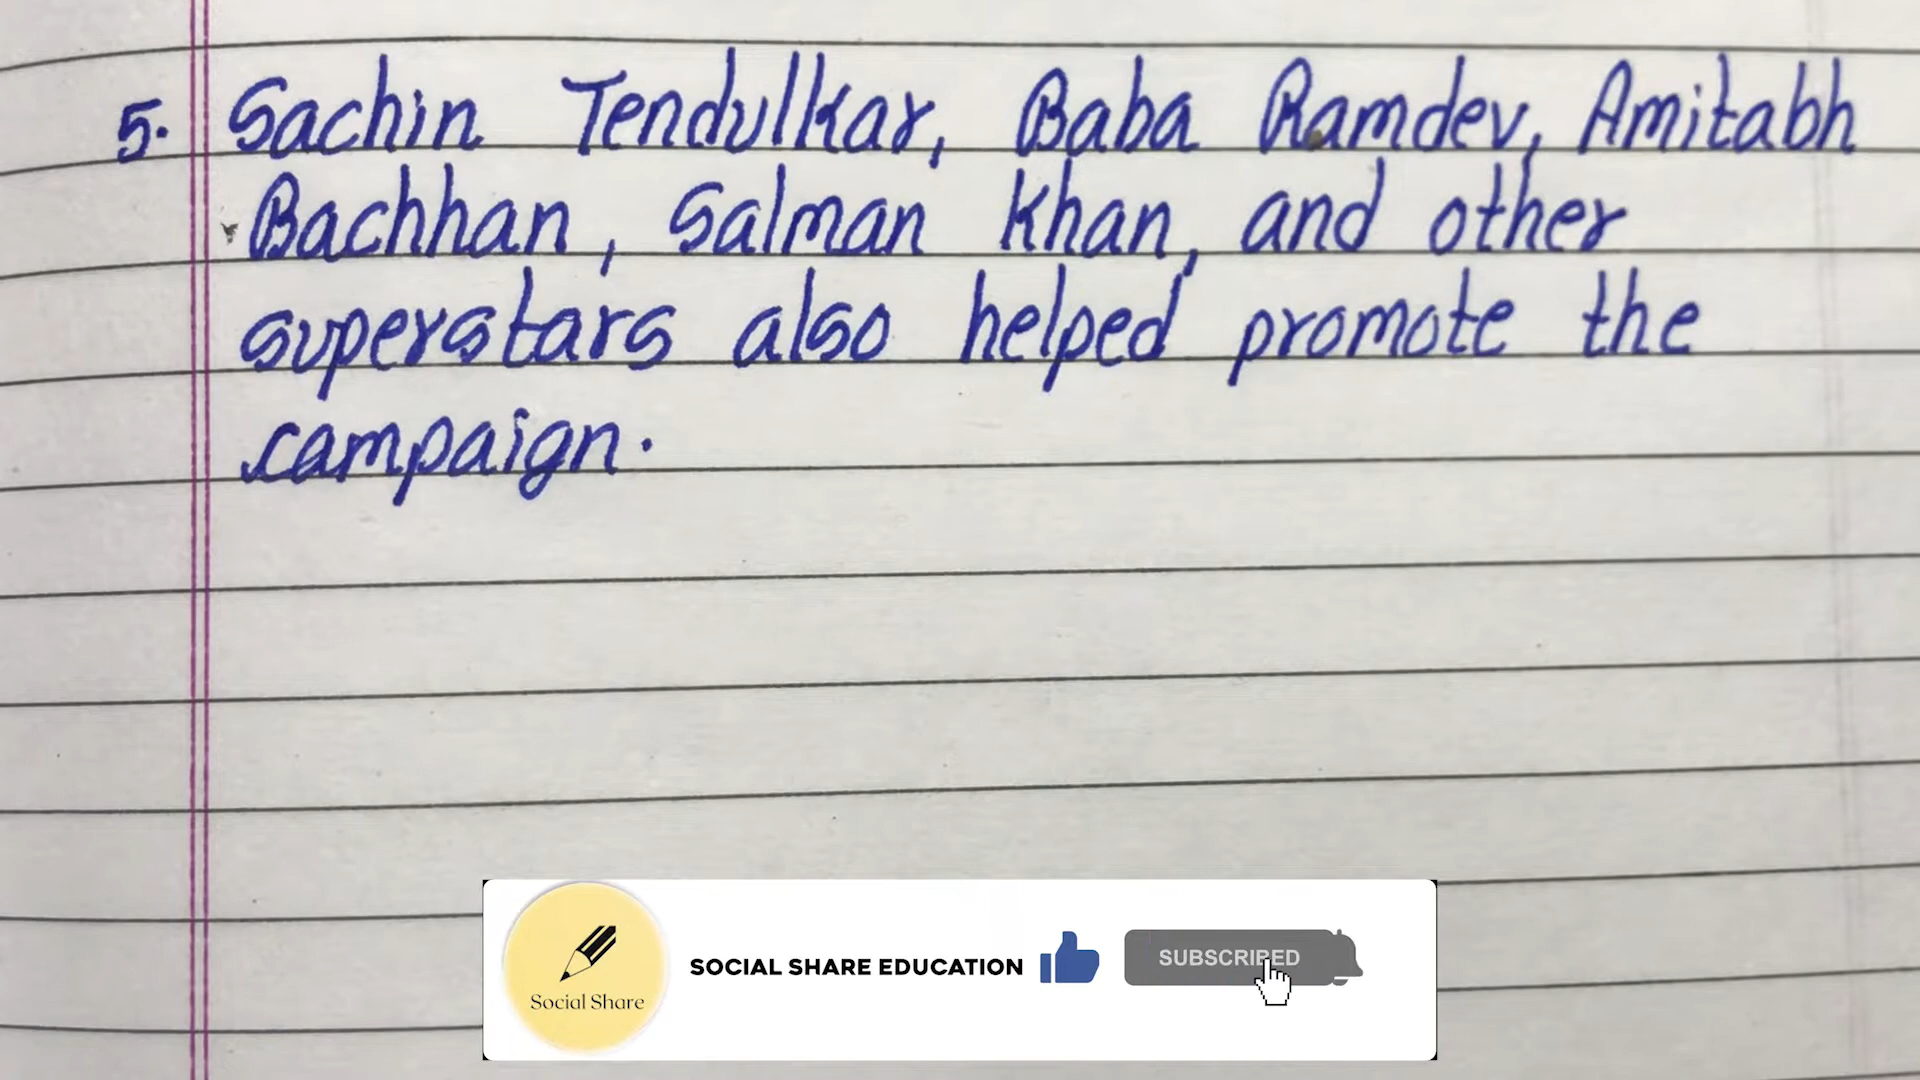 5. Sachin Tendulkar, Baba Ramdev, Amitabh
Bachhan, Salman Khan, and other
superstars also helped promote the
campaign.
SOCIAL SHARE EDUCATION
SUBSCRIBED
Social Share